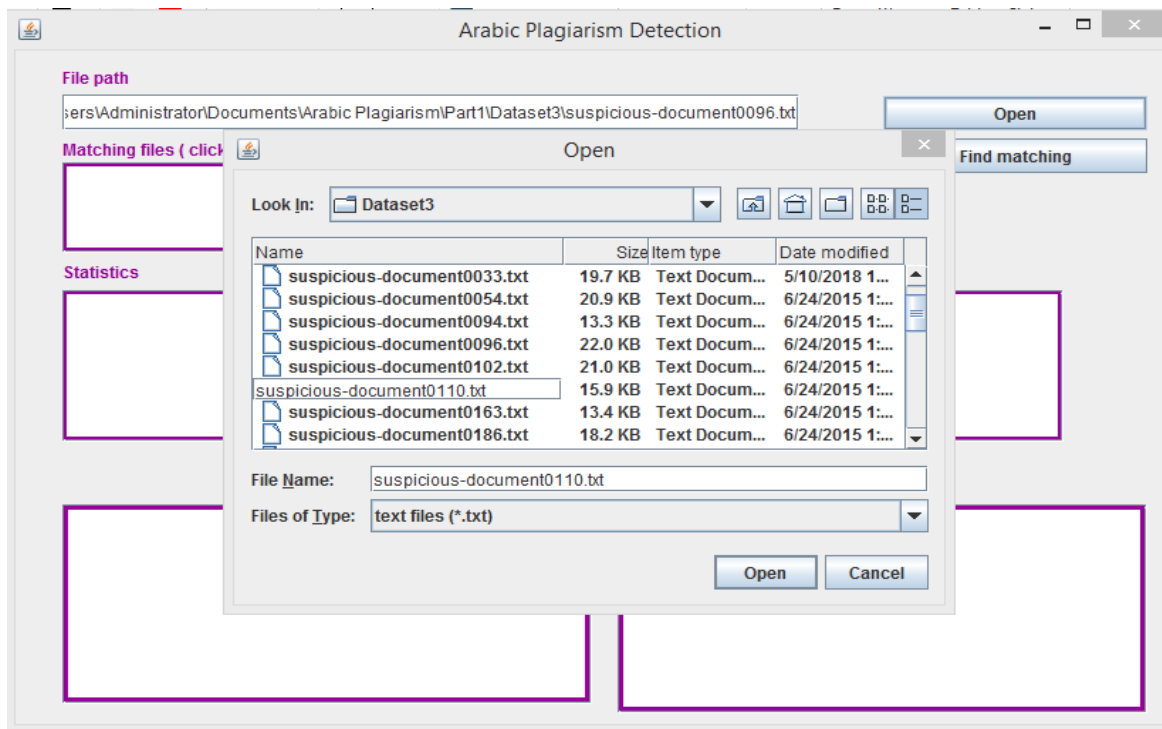 Arabic Plagiarism Detection
File path
sers\Administrator\Documents\Arabic Plagiarism\Part1\Dataset3\suspicious-document0096.txt
Open
Matching files ( click
Find matching
Statistics
Open
Look In: Dataset3
Name Size Item type Date modified
suspicious-document0033.txt 19.7 KB Text Docum... 5/10/2018 1...
suspicious-document0054.txt 20.9 KB Text Docum... 6/24/2015 1:...
suspicious-document0094.txt 13.3 KB Text Docum... 6/24/2015 1:...
suspicious-document0096.txt 22.0 KB Text Docum... 6/24/2015 1:...
suspicious-document0102.txt 21.0 KB Text Docum... 6/24/2015 1:...
suspicious-document0110.txt 15.9 KB Text Docum... 6/24/2015 1:...
suspicious-document0163.txt 13.4 KB Text Docum... 6/24/2015 1:...
suspicious-document0186.txt 18.2 KB Text Docum... 6/24/2015 1:...
File Name: suspicious-document0110.txt
Files of Type: text files (*.txt)
Open Cancel